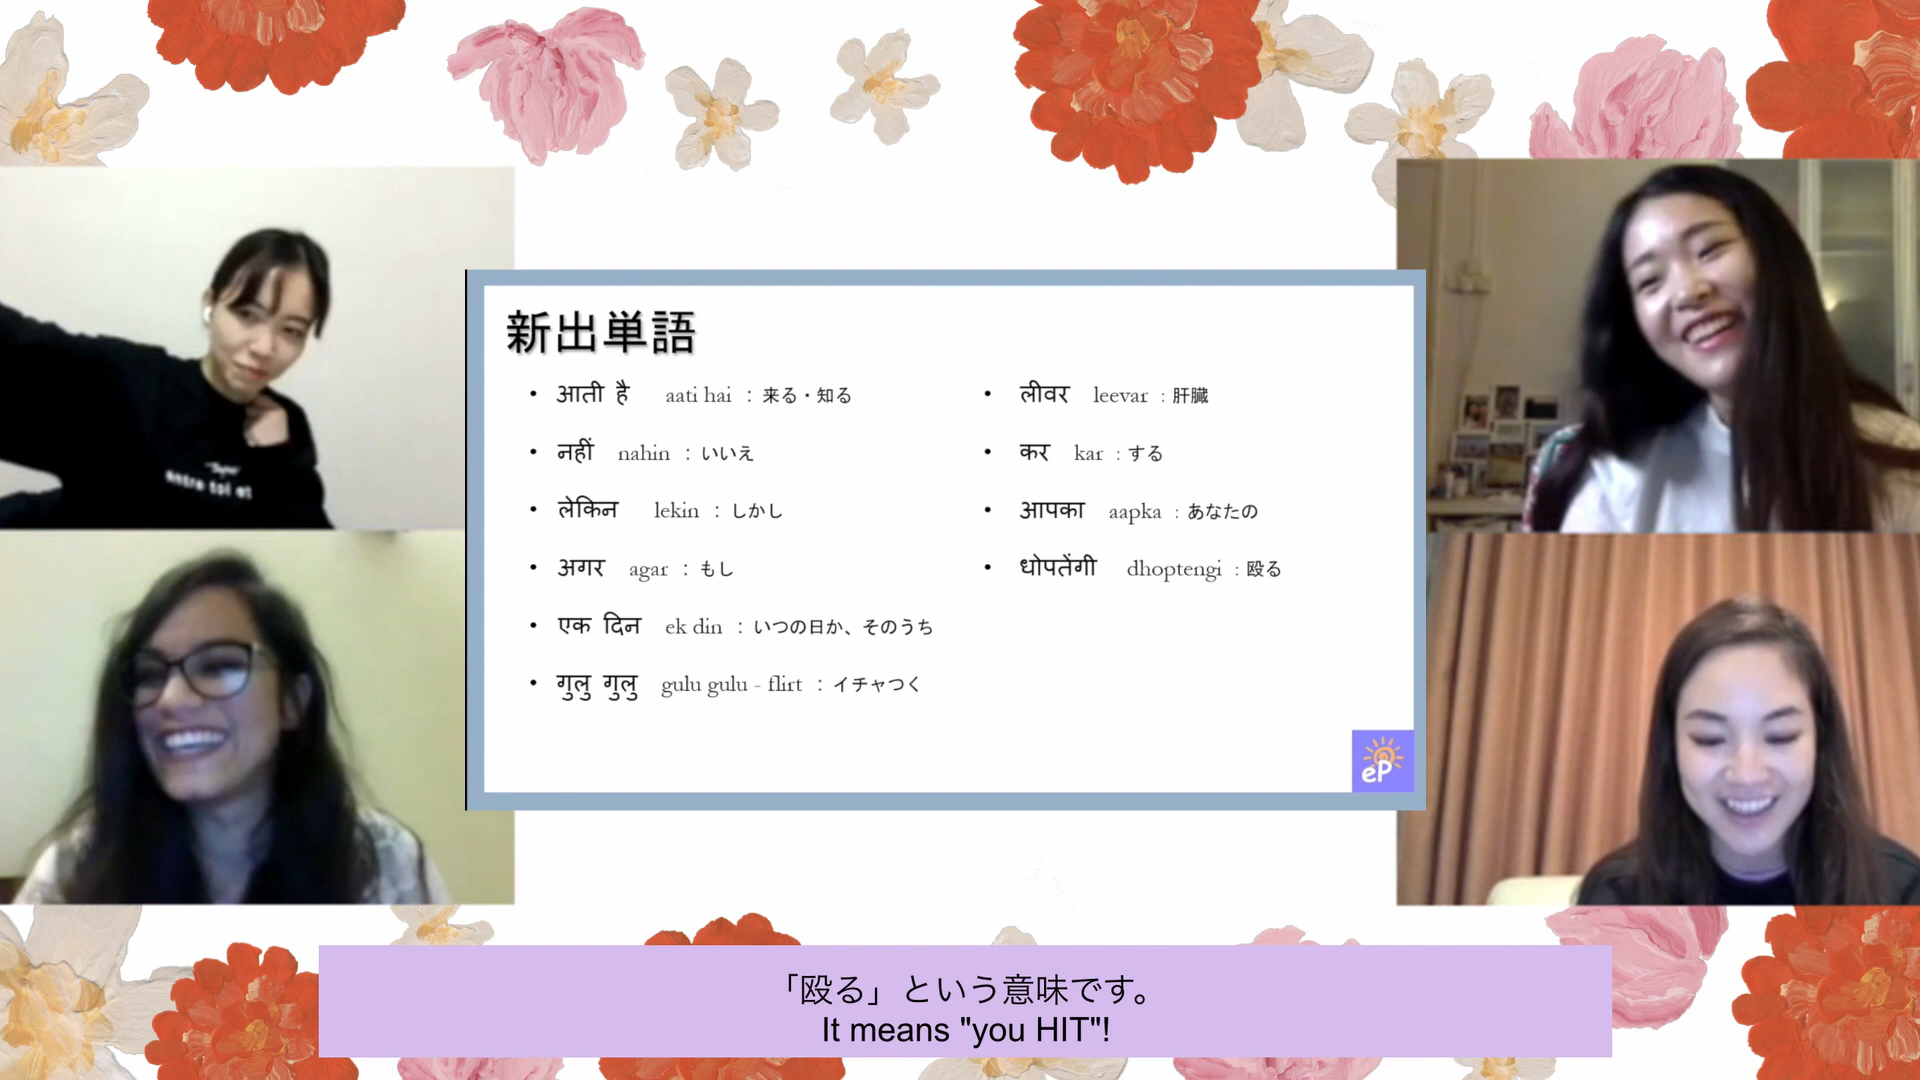 新出単語
• आती है aati hai : 来る・知る
• नहीं nahin : いいえ
• लेकिन lekin : しかし
• अगर agar : もし
• एक दिन ek din : いつの日か、そのうち
• गुलु गुलु gulu gulu - flirt : イチャつく
• लीवर leevar : 肝臓
• कर kar : する
• आपका aapka : あなたの
• धोपतेंगी dhoptengi : 殴る
eP
entre toi et
「殴る」という意味です。
It means "you HIT"!